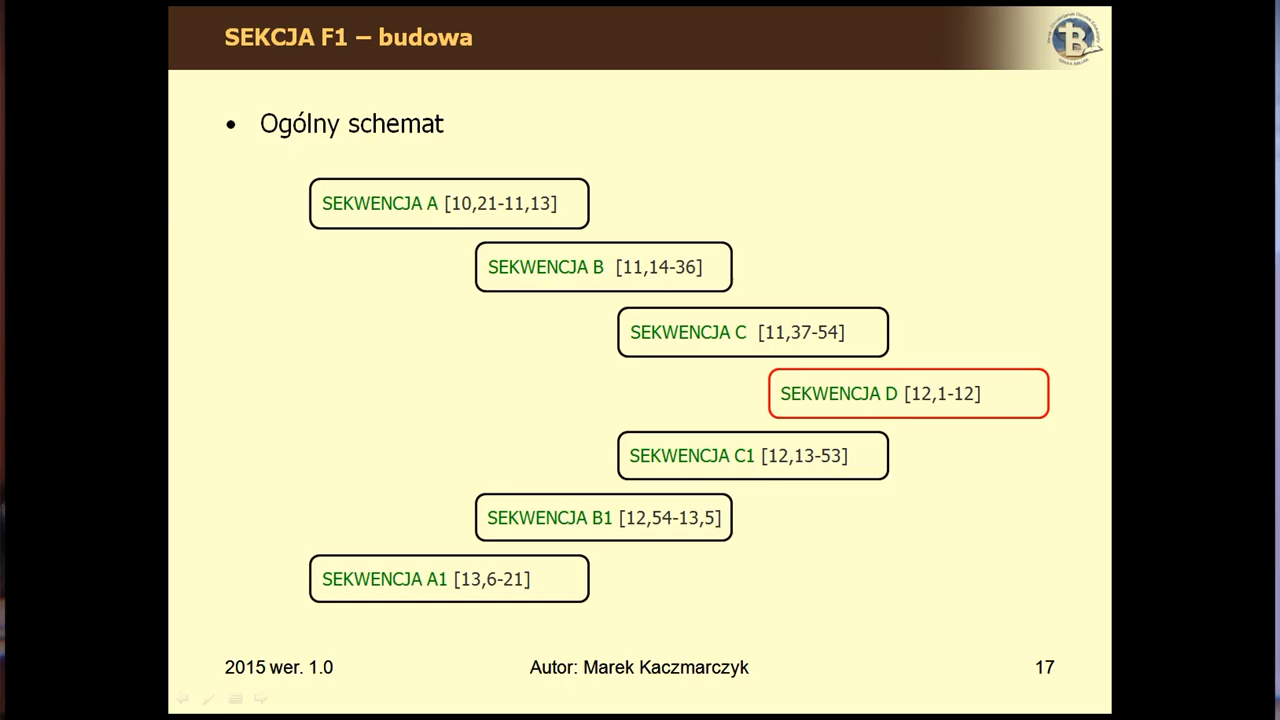 SEKCJA F1 – budowa
• Ogólny schemat
SEKWENCJA A [10,21-11,13]
SEKWENCJA B [11,14-36]
SEKWENCJA C [11,37-54]
SEKWENCJA D [12,1-12]
SEKWENCJA C1 [12,13-53]
SEKWENCJA B1 [12,54-13,5]
SEKWENCJA A1 [13,6-21]
2015 wer. 1.0
Autor: Marek Kaczmarczyk
17